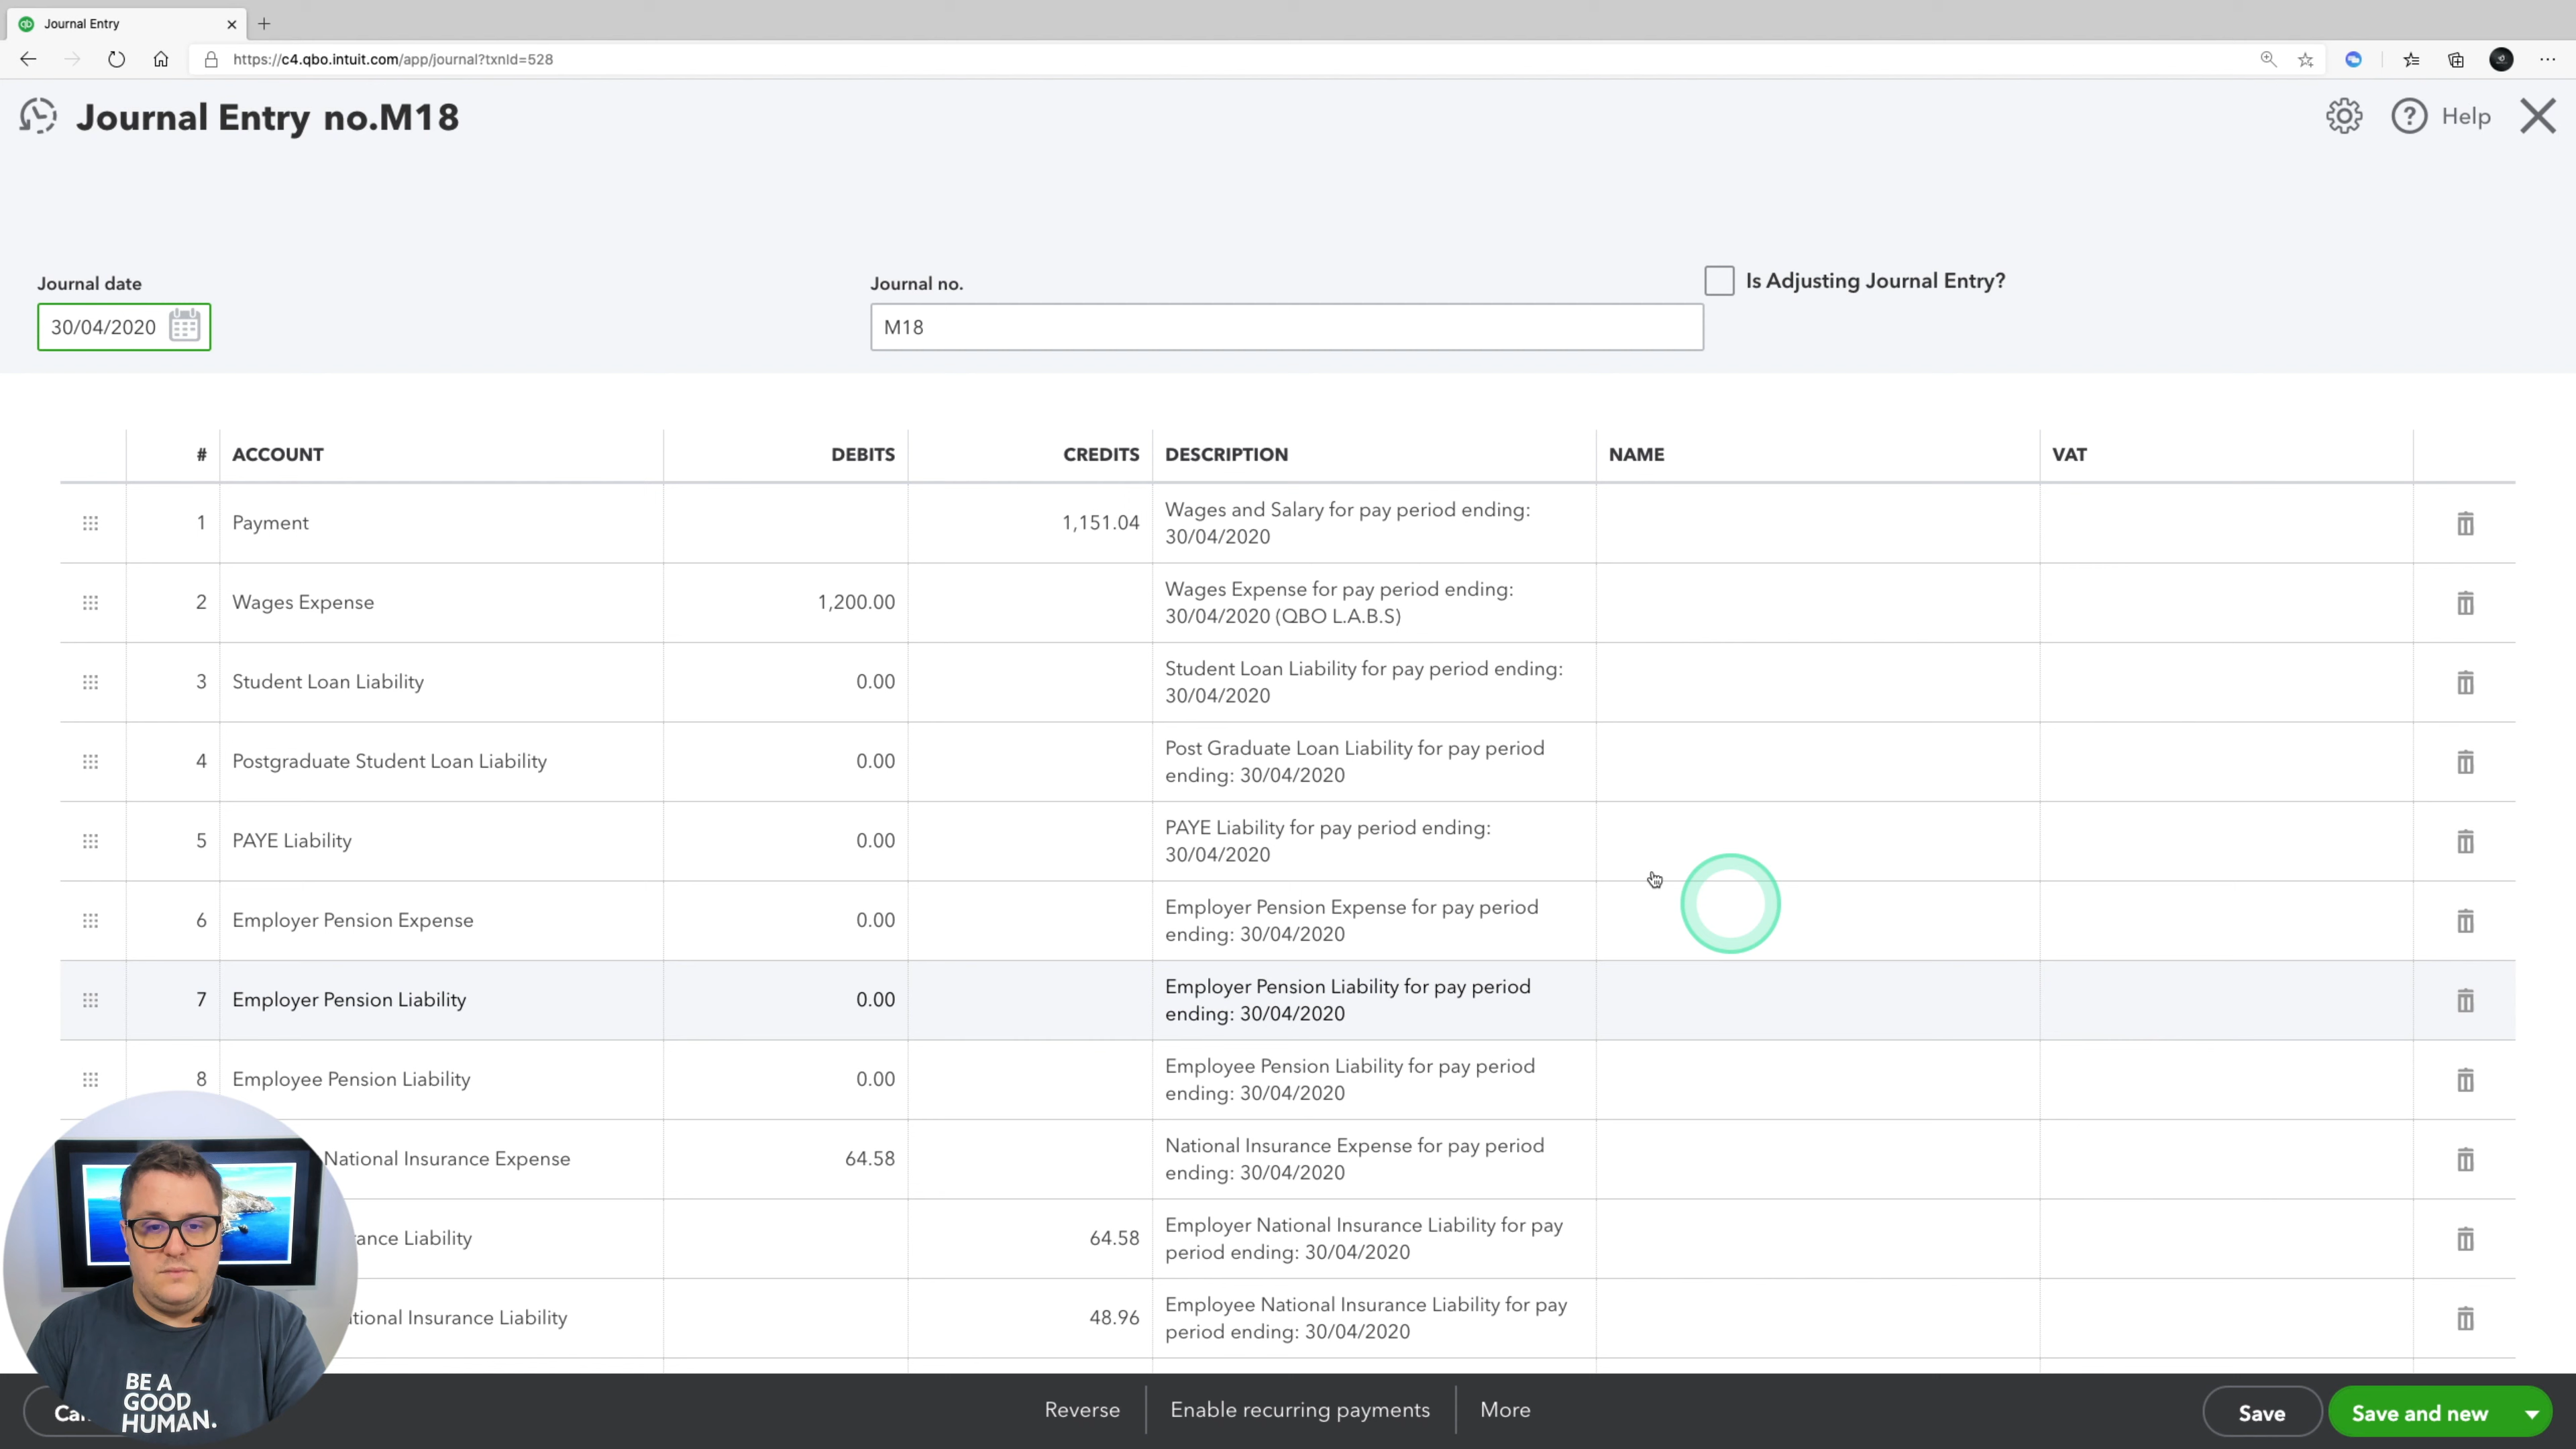 Journal Entry
https://c4.qbo.intuit.com/app/journal?txnId=528
Journal Entry no.M18
Help
Journal date
Journal no.
Is Adjusting Journal Entry?
30/04/2020
M18
# ACCOUNT DEBITS CREDITS DESCRIPTION NAME VAT
1 Payment 1,151.04 Wages and Salary for pay period ending:
30/04/2020
2 Wages Expense 1,200.00 Wages Expense for pay period ending:
30/04/2020 (QBO L.A.B.S)
3 Student Loan Liability 0.00 Student Loan Liability for pay period ending:
30/04/2020
4 Postgraduate Student Loan Liability 0.00 Post Graduate Loan Liability for pay period
ending: 30/04/2020
5 PAYE Liability 0.00 PAYE Liability for pay period ending:
30/04/2020
6 Employer Pension Expense 0.00 Employer Pension Expense for pay period
ending: 30/04/2020
7 Employer Pension Liability 0.00 Employer Pension Liability for pay period
ending: 30/04/2020
8 Employee Pension Liability 0.00 Employee Pension Liability for pay period
ending: 30/04/2020
National Insurance Expense 64.58 National Insurance Expense for pay period
ending: 30/04/2020
Liability 64.58 Employer National Insurance Liability for pay
period ending: 30/04/2020
Insurance Liability 48.96 Employee National Insurance Liability for pay
period ending: 30/04/2020
BE A
GOOD
HUMAN.
Reverse
Enable recurring payments
More
Save
Save and new